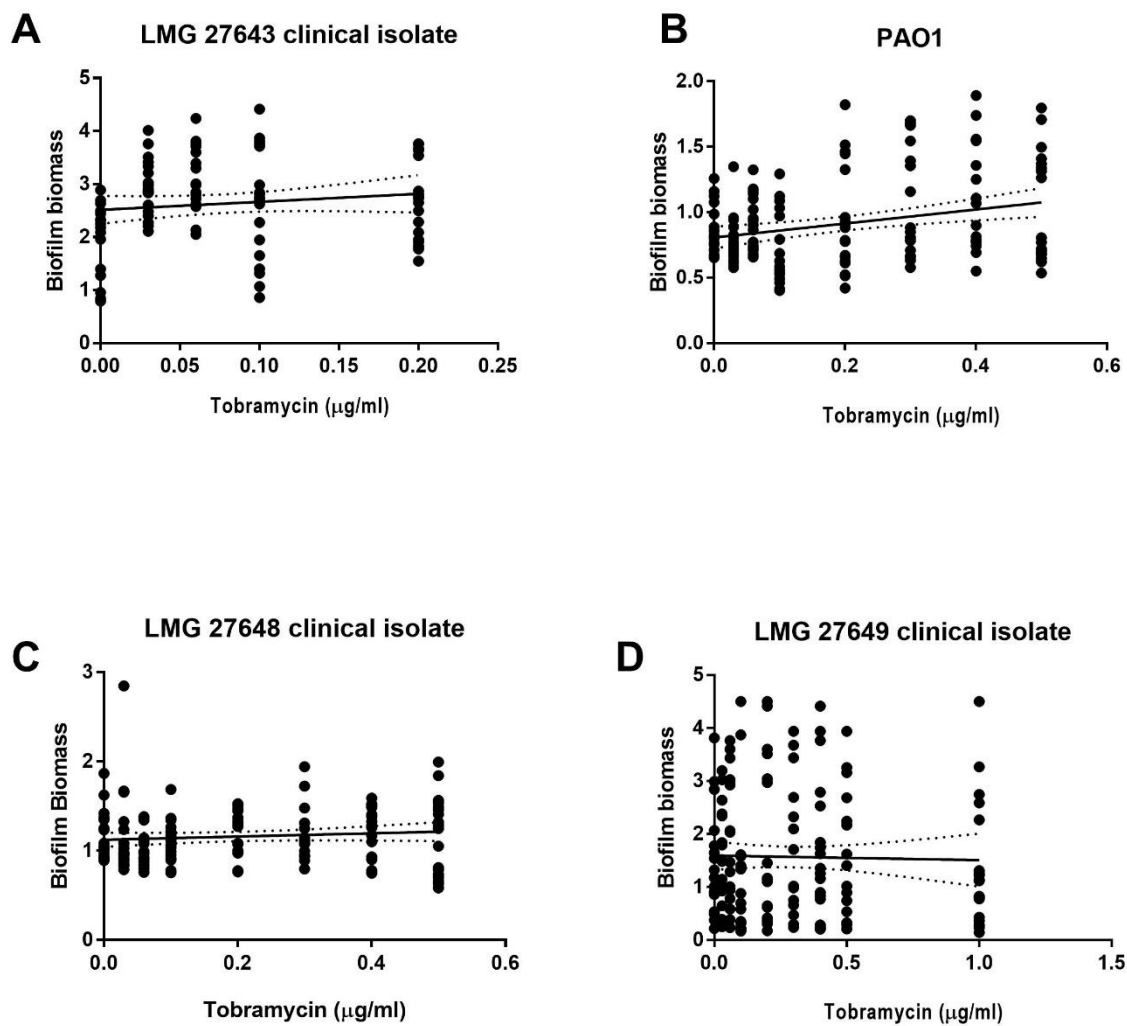 A
LMG 27643 clinical isolate
Biofilm biomass
5
4
3
2
1
0
0.00 0.05 0.10 0.15 0.20 0.25
Tobramycin (μg/ml)
B
PAO1
Biofilm biomass
2.0
1.5
1.0
0.5
0.0
0.0 0.2 0.4 0.6
Tobramycin (μg/ml)
C
LMG 27648 clinical isolate
Biofilm Biomass
3
2
1
0
0.0 0.2 0.4 0.6
Tobramycin (μg/ml)
D
LMG 27649 clinical isolate
Biofilm biomass
5
4
3
2
1
0
0.0 0.5 1.0 1.5
Tobramycin (μg/ml)